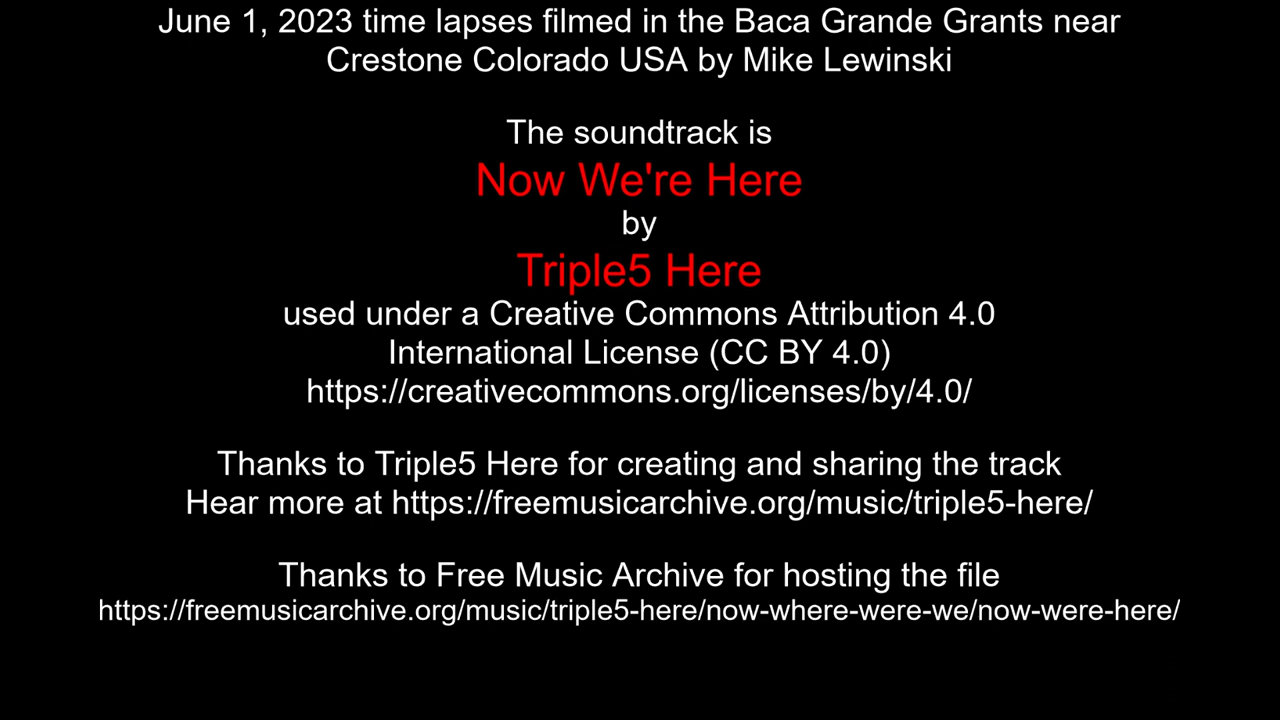 June 1, 2023 time lapses filmed in the Baca Grande Grants near
Crestone Colorado USA by Mike Lewinski
The soundtrack is
Now We're Here
by
Triple5 Here
used under a Creative Commons Attribution 4.0
International License (CC BY 4.0)
https://creativecommons.org/licenses/by/4.0/
Thanks to Triple5 Here for creating and sharing the track
Hear more at https://freemusicarchive.org/music/triple5-here/
Thanks to Free Music Archive for hosting the file
https://freemusicarchive.org/music/triple5-here/now-where-were-we/now-were-here/